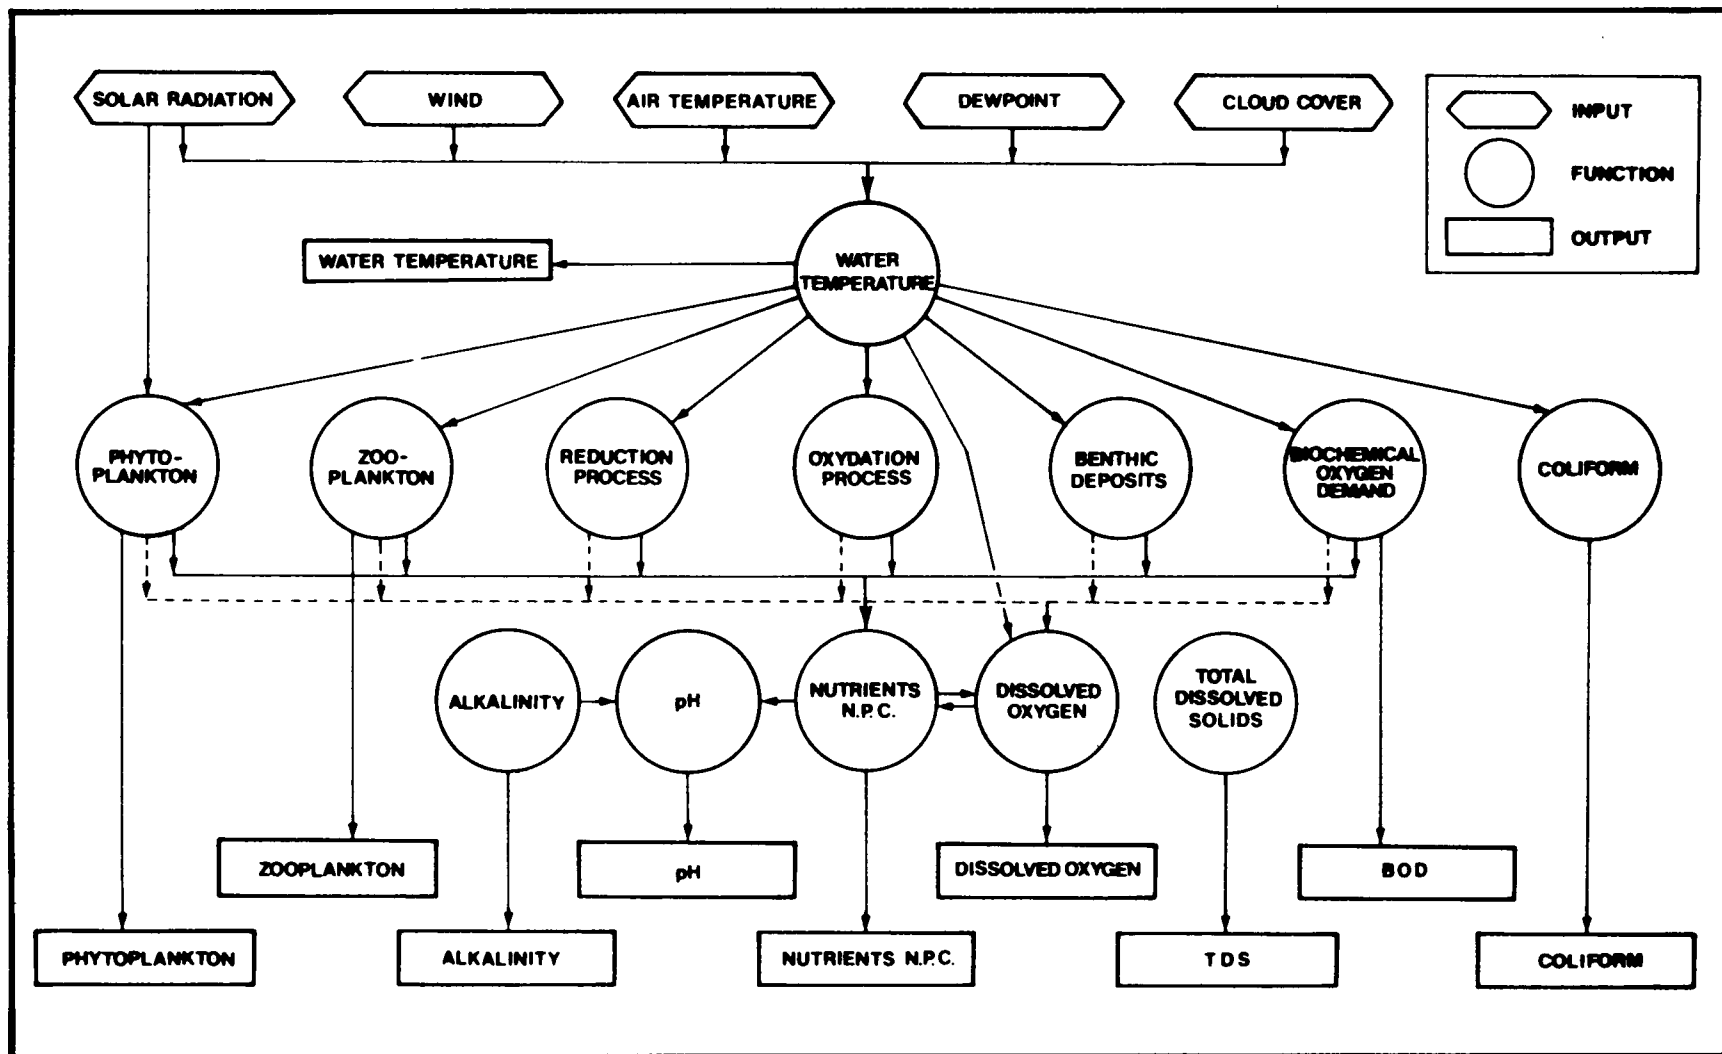 SOLAR RADIATION
WIND
AIR TEMPERATURE
DEWPOINT
CLOUD COVER
INPUT
FUNCTION
OUTPUT
WATER TEMPERATURE
WATER
TEMPERATURE
PHYTO-
PLANKTON
ZOO-
PLANKTON
REDUCTION
PROCESS
OXYDATION
PROCESS
BENTHIC
DEPOSITS
BIOCHEMICAL
OXYGEN
DEMAND
COLIFORM
ALKALINITY
pH
NUTRIENTS
N.P.C.
DISSOLVED
OXYGEN
TOTAL
DISSOLVED
SOLIDS
ZOOPLANKTON
pH
DISSOLVED OXYGEN
BOD
PHYTOPLANKTON
ALKALINITY
NUTRIENTS N.P.C.
TDS
COLIFORM